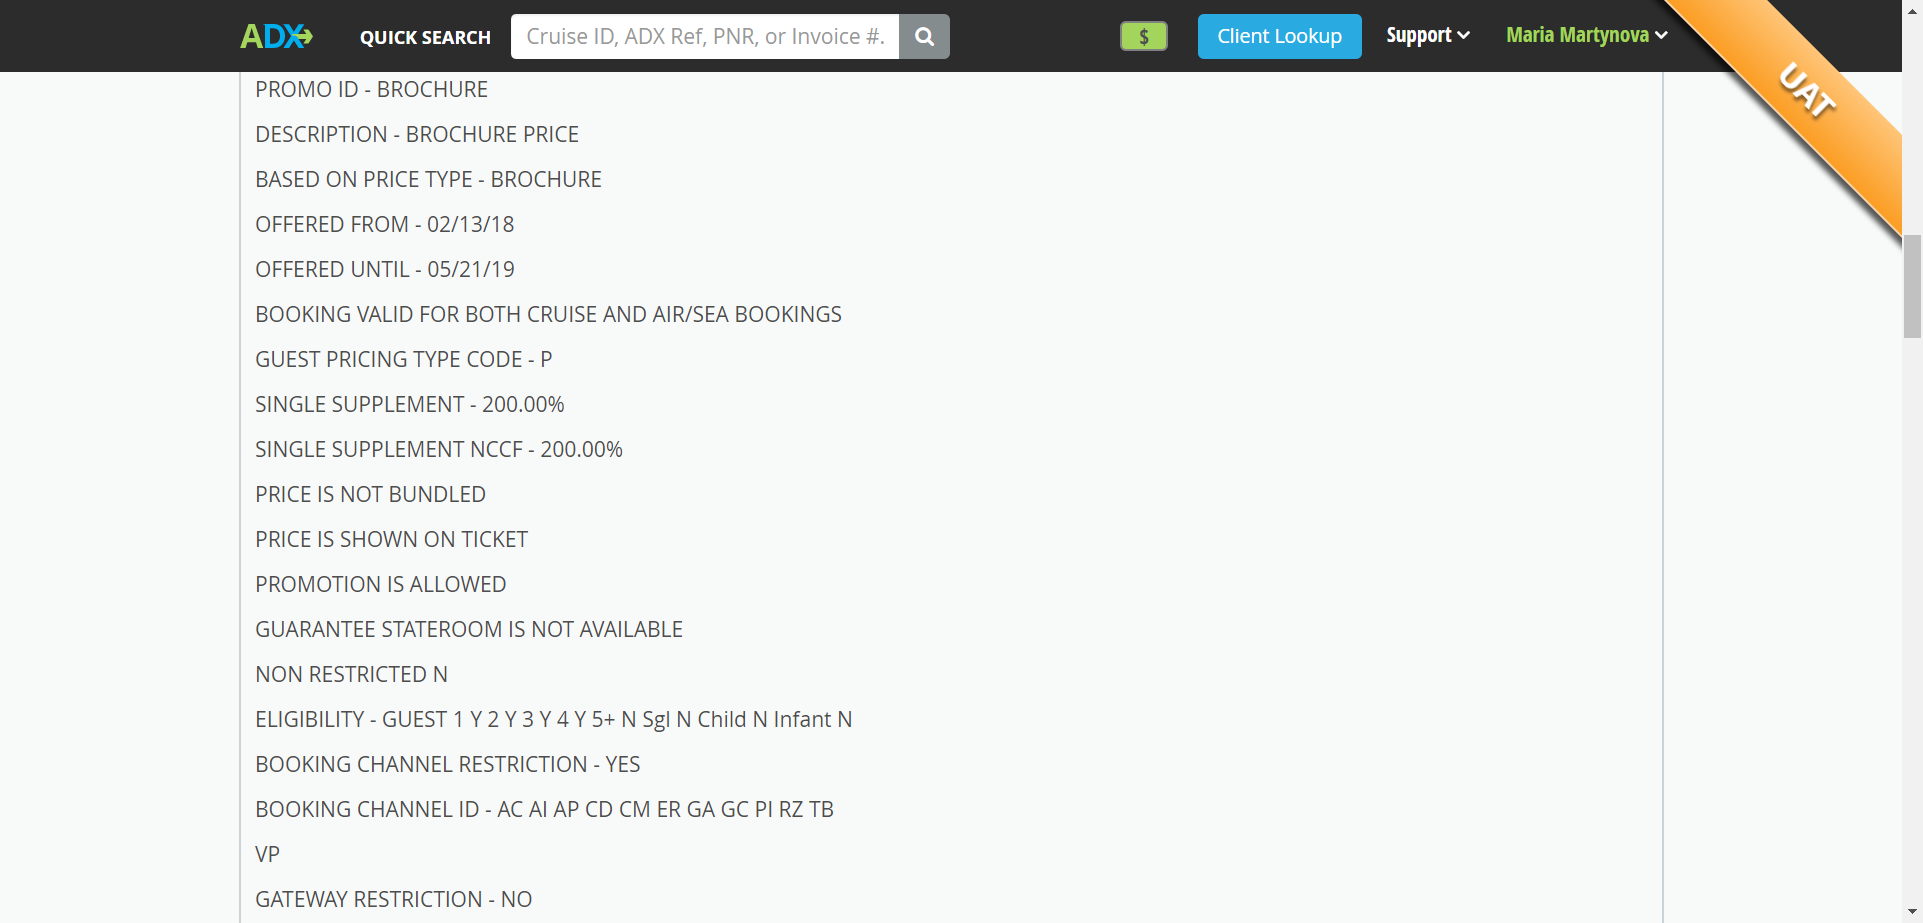 ADX QUICK SEARCH Cruise ID, ADX Ref, PNR, or Invoice #. $ Client Lookup Support Maria Martynova
UAT
PROMO ID - BROCHURE
DESCRIPTION - BROCHURE PRICE
BASED ON PRICE TYPE - BROCHURE
OFFERED FROM - 02/13/18
OFFERED UNTIL - 05/21/19
BOOKING VALID FOR BOTH CRUISE AND AIR/SEA BOOKINGS
GUEST PRICING TYPE CODE - P
SINGLE SUPPLEMENT - 200.00%
SINGLE SUPPLEMENT NCCF - 200.00%
PRICE IS NOT BUNDLED
PRICE IS SHOWN ON TICKET
PROMOTION IS ALLOWED
GUARANTEE STATEROOM IS NOT AVAILABLE
NON RESTRICTED N
ELIGIBILITY - GUEST 1 Y 2 Y 3 Y 4 Y 5+ N Sgl N Child N Infant N
BOOKING CHANNEL RESTRICTION - YES
BOOKING CHANNEL ID - AC AI AP CD CM ER GA GC PI RZ TB
VP
GATEWAY RESTRICTION - NO